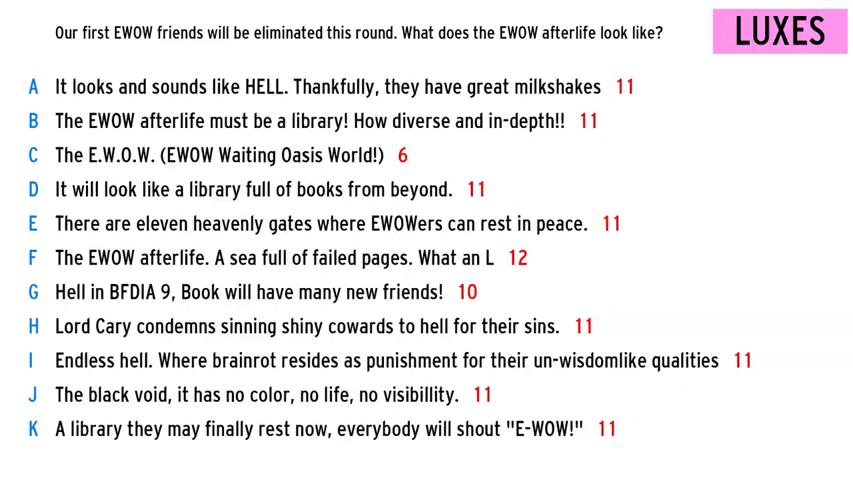 Our first EWOW friends will be eliminated this round. What does the EWOW afterlife look like?
LUXES
A It looks and sounds like HELL. Thankfully, they have great milkshakes 11
B The EWOW afterlife must be a library! How diverse and in-depth!! 11
C The E.W.O.W. (EWOW Waiting Oasis World!) 6
D It will look like a library full of books from beyond. 11
E There are eleven heavenly gates where EWOWers can rest in peace. 11
F The EWOW afterlife. A sea full of failed pages. What an L 12
G Hell in BFDIA 9, Book will have many new friends! 10
H Lord Cary condemns sinning shiny cowards to hell for their sins. 11
I Endless hell. Where brainrot resides as punishment for their un-wisdomlike qualities 11
J The black void, it has no color, no life, no visibillity. 11
K A library they may finally rest now, everybody will shout "E-WOW!" 11